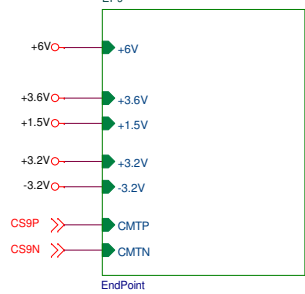 +6V +6V
+3.6V +3.6V
+1.5V +1.5V
+3.2V +3.2V
-3.2V -3.2V
CS9P CMTP
CS9N CMTN
EndPoint